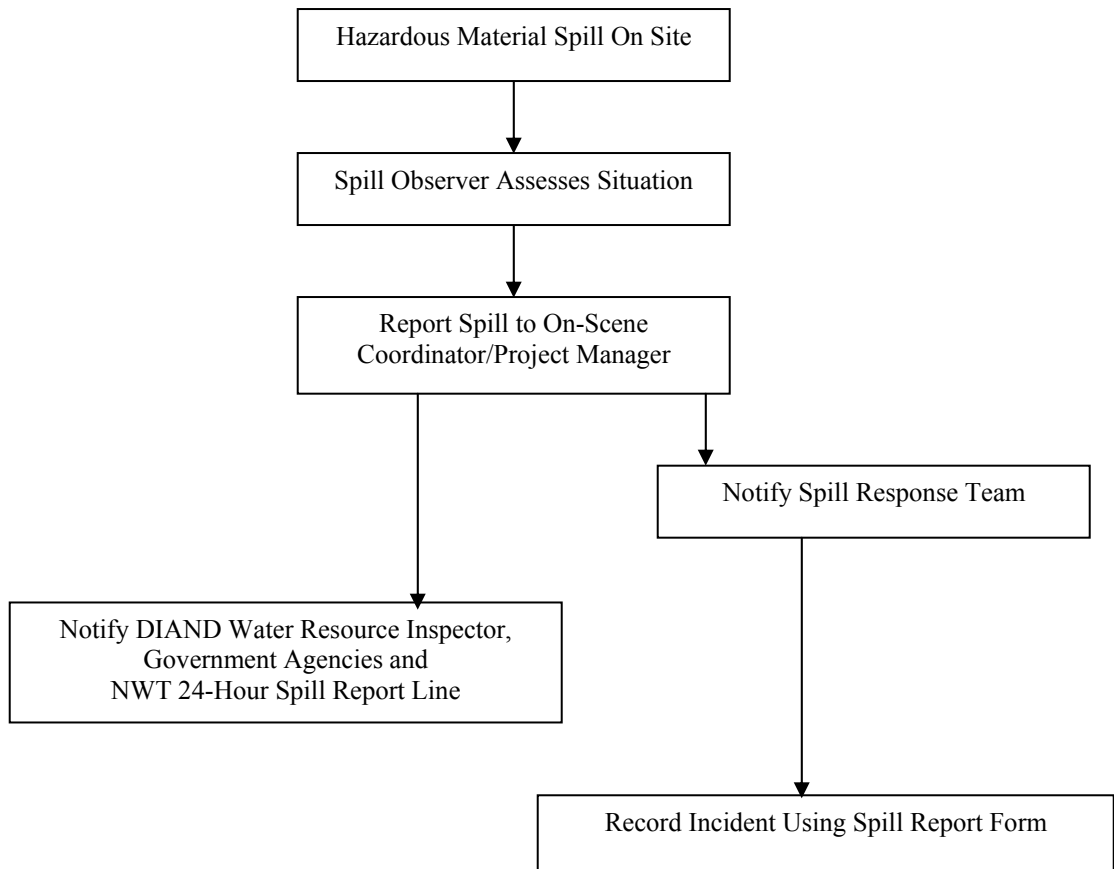 Hazardous Material Spill On Site
Spill Observer Assesses Situation
Report Spill to On-Scene
Coordinator/Project Manager
Notify Spill Response Team
Notify DIAND Water Resource Inspector,
Government Agencies and
NWT 24-Hour Spill Report Line
Record Incident Using Spill Report Form